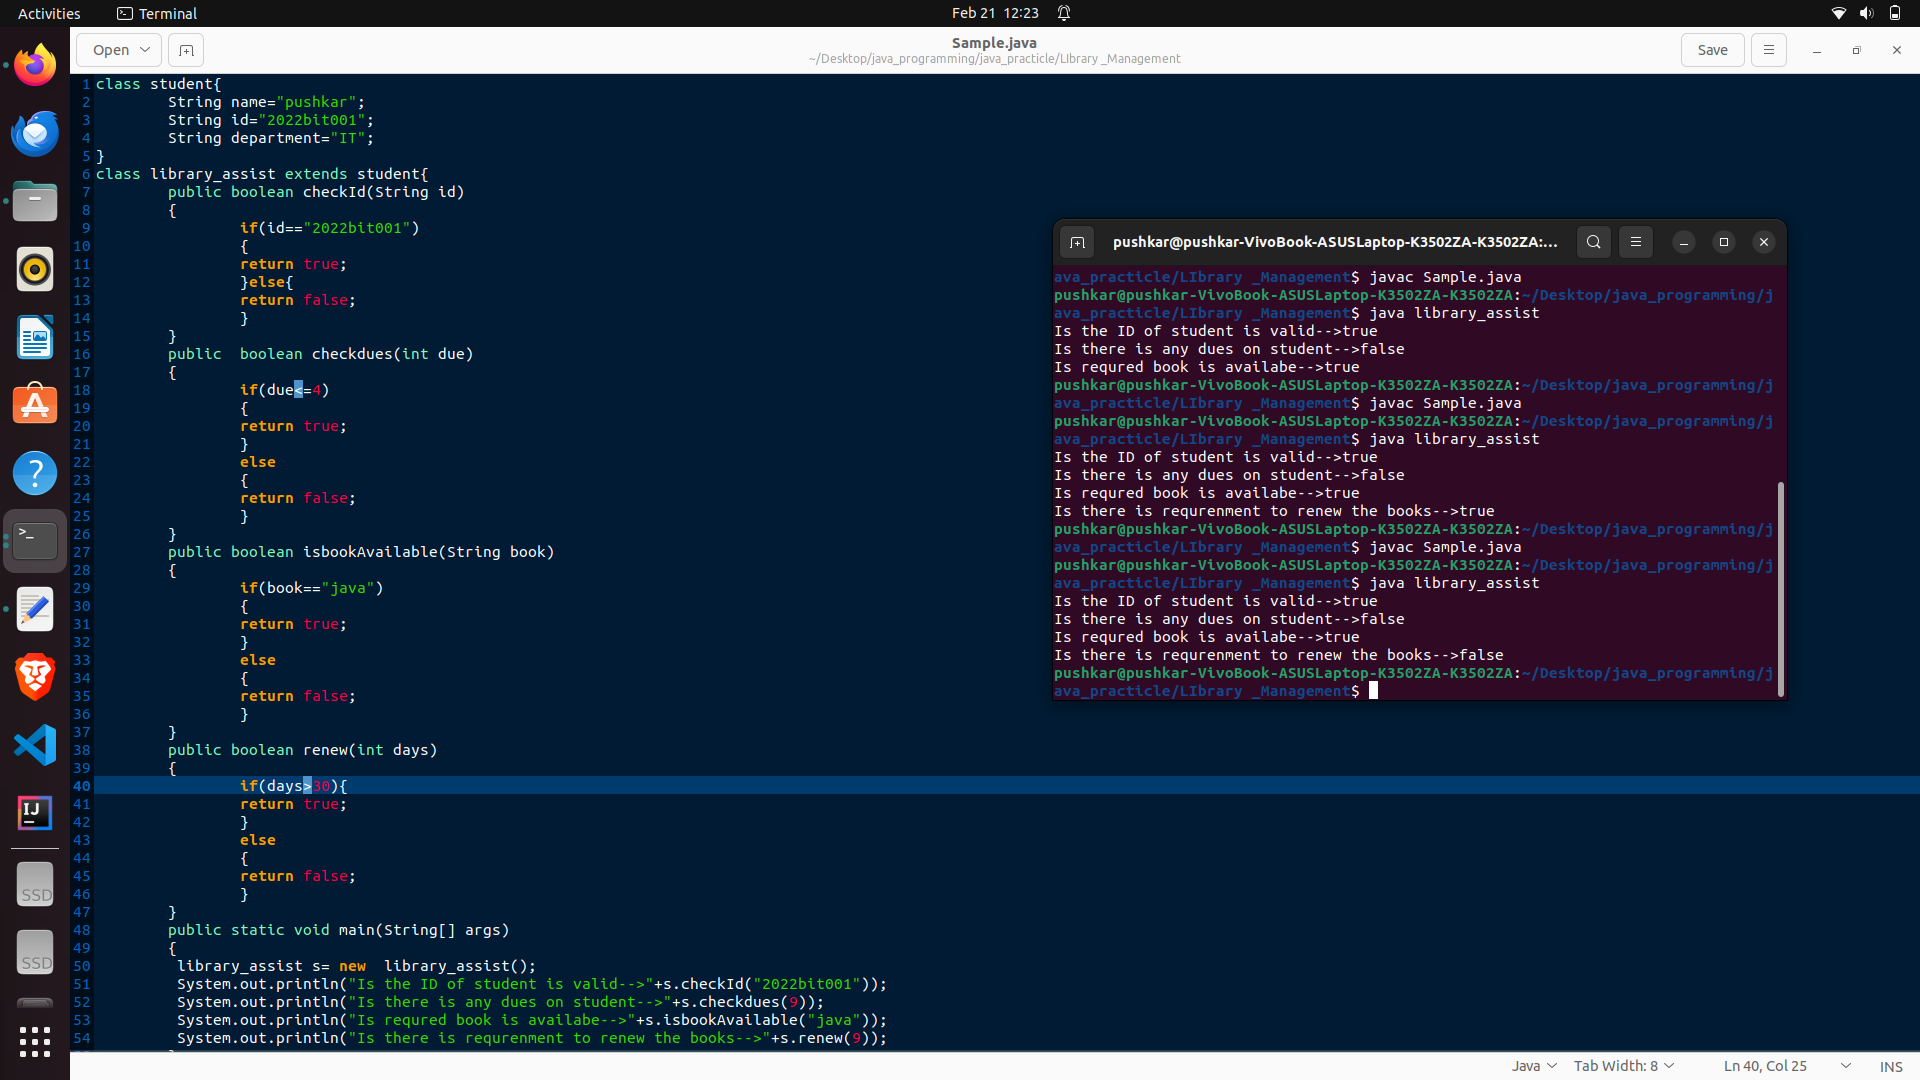 Activities
Terminal
Feb 21 12:23
Open
Sample.java
~/Desktop/java_programming/java_practicle/LIbrary _Management
Save
1 class student{
2 String name="pushkar";
3 String id="2022bit001";
4 String department="IT";
5 }
6 class library_assist extends student{
7 public boolean checkId(String id)
8 {
9 if(id=="2022bit001")
10 {
11 return true;
12 }else{
13 return false;
14 }
15 }
16 public  boolean checkdues(int due)
17 {
18 if(due<=4)
19 {
20 return true;
21 }
22 else
23 {
24 return false;
25 }
26 }
27 public boolean isbookAvailable(String book)
28 {
29 if(book=="java")
30 {
31 return true;
32 }
33 else
34 {
35 return false;
36 }
37 }
38 public boolean renew(int days)
39 {
40 if(days>30){
41 return true;
42 }
43 else
44 {
45 return false;
46 }
47 }
48 public static void main(String[] args)
49 {
50 library_assist s= new  library_assist();
51 System.out.println("Is the ID of student is valid-->"+s.checkId("2022bit001"));
52 System.out.println("Is there is any dues on student-->"+s.checkdues(9));
53 System.out.println("Is requred book is availabe-->"+s.isbookAvailable("java"));
54 System.out.println("Is there is requrenment to renew the books-->"+s.renew(9));
pushkar@pushkar-VivoBook-ASUSLaptop-K3502ZA-K3502ZA:...
ava_practicle/LIbrary _Management$ javac Sample.java
pushkar@pushkar-VivoBook-ASUSLaptop-K3502ZA-K3502ZA:~/Desktop/java_programming/j
ava_practicle/LIbrary _Management$ java library_assist
Is the ID of student is valid-->true
Is there is any dues on student-->false
Is requred book is availabe-->true
pushkar@pushkar-VivoBook-ASUSLaptop-K3502ZA-K3502ZA:~/Desktop/java_programming/j
ava_practicle/LIbrary _Management$ javac Sample.java
pushkar@pushkar-VivoBook-ASUSLaptop-K3502ZA-K3502ZA:~/Desktop/java_programming/j
ava_practicle/LIbrary _Management$ java library_assist
Is the ID of student is valid-->true
Is there is any dues on student-->false
Is requred book is availabe-->true
Is there is requrenment to renew the books-->true
pushkar@pushkar-VivoBook-ASUSLaptop-K3502ZA-K3502ZA:~/Desktop/java_programming/j
ava_practicle/LIbrary _Management$ javac Sample.java
pushkar@pushkar-VivoBook-ASUSLaptop-K3502ZA-K3502ZA:~/Desktop/java_programming/j
ava_practicle/LIbrary _Management$ java library_assist
Is the ID of student is valid-->true
Is there is any dues on student-->false
Is requred book is availabe-->true
Is there is requrenment to renew the books-->false
pushkar@pushkar-VivoBook-ASUSLaptop-K3502ZA-K3502ZA:~/Desktop/java_programming/j
ava_practicle/LIbrary _Management$
IJ
SSD
SSD
Java
Tab Width: 8
Ln 40, Col 25
INS